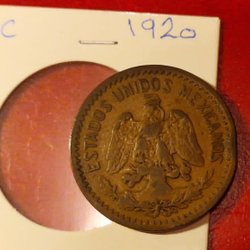 C - 1920
ESTADOS UNIDOS MEXICANOS